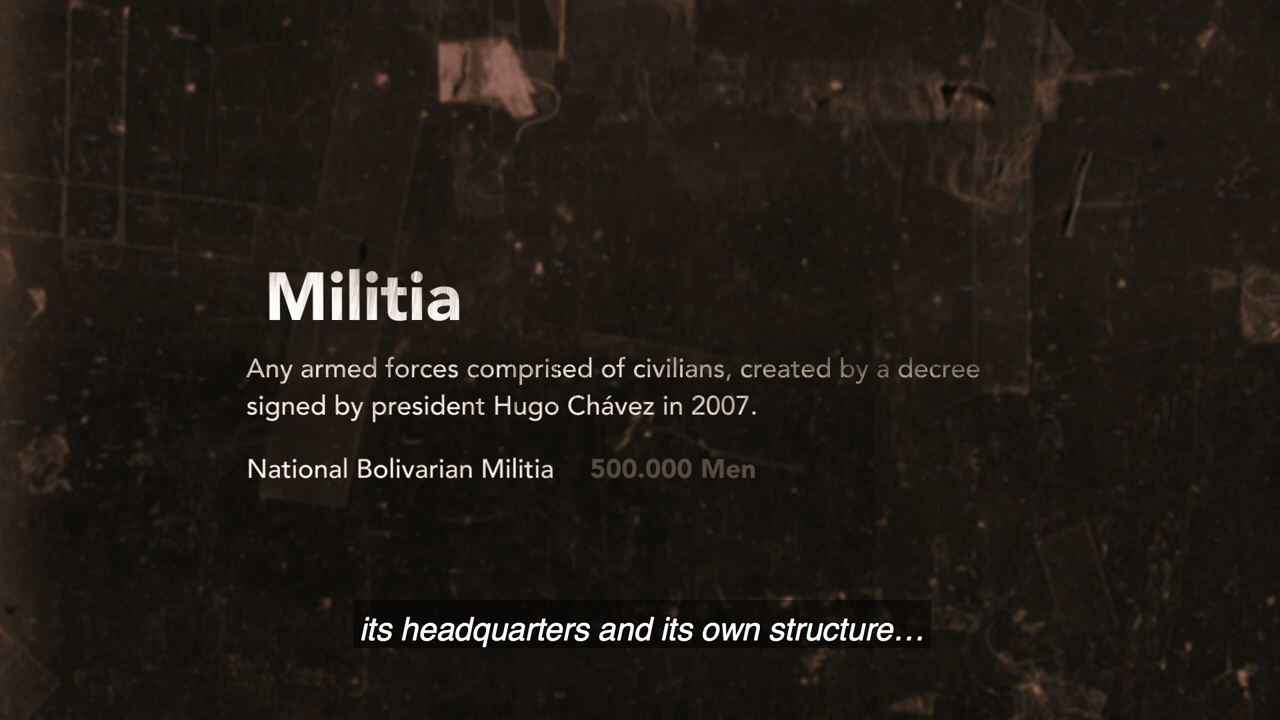 Militia
Any armed forces comprised of civilians, created by a decree
signed by president Hugo Chávez in 2007.
National Bolivarian Militia 500.000 Men
its headquarters and its own structure…